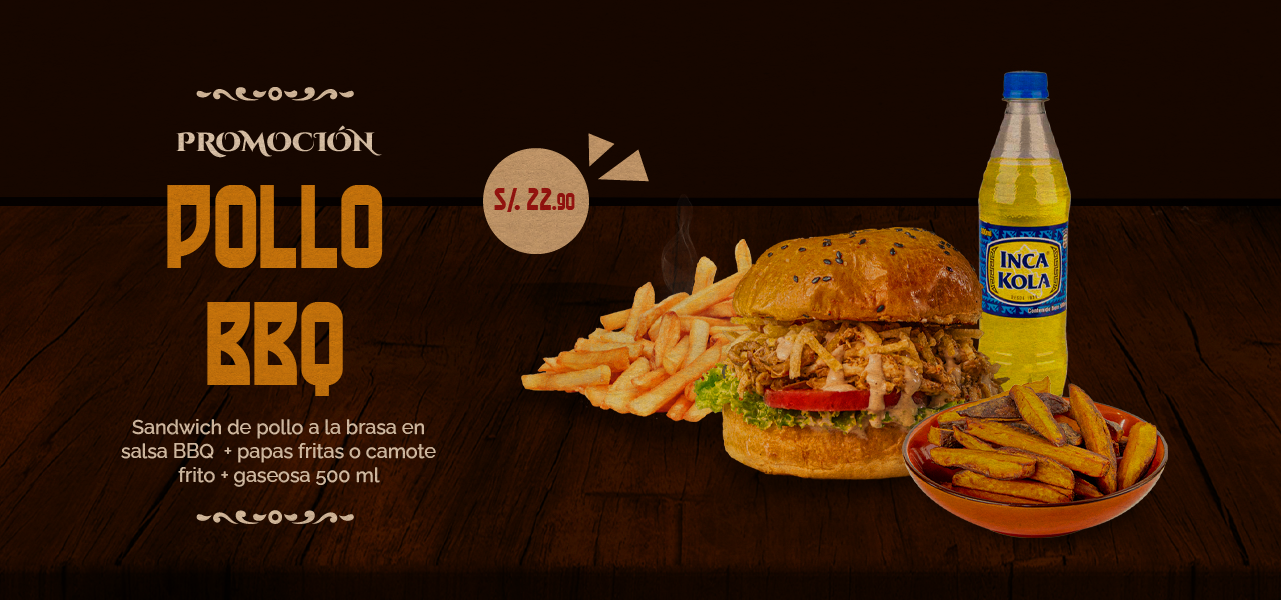 PROMOCIÓN
POLLO
BBQ
Sandwich de pollo a la brasa en
salsa BBQ + papas fritas o camote
frito + gaseosa 500 ml
S/. 22.90
INCA
KOLA